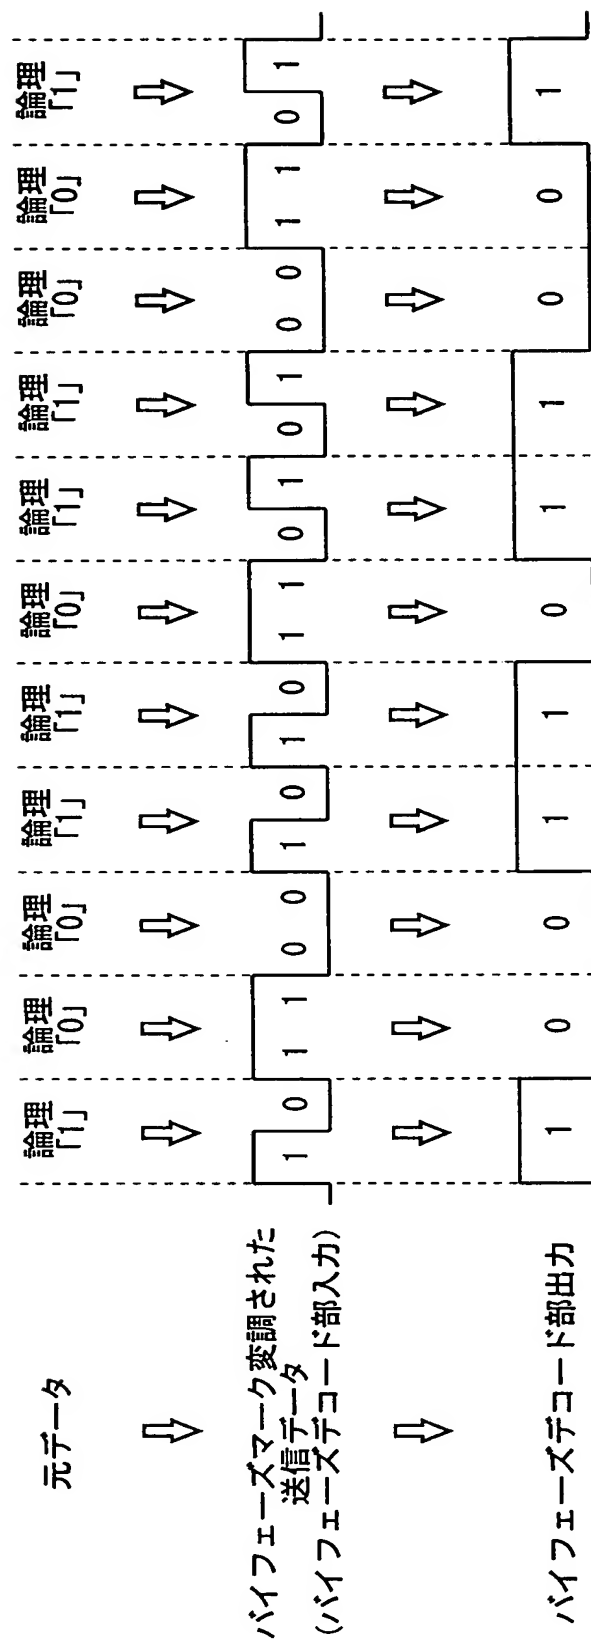 元データ
論理 論理 論理 論理 論理 論理 論理 論理 論理 論理 論理
「1」 「0」 「0」 「1」 「1」 「0」 「1」 「1」 「0」 「0」 「1」
バイフェーズマーク変調された
送信データ
(バイフェーズデコード部入力)
1 0 1 1 0 0 1 0 1 0 1 1 0 1 0 1 0 0 1 1 0 1
バイフェーズデコード部出力
1 0 0 1 1 0 1 1 0 0 1